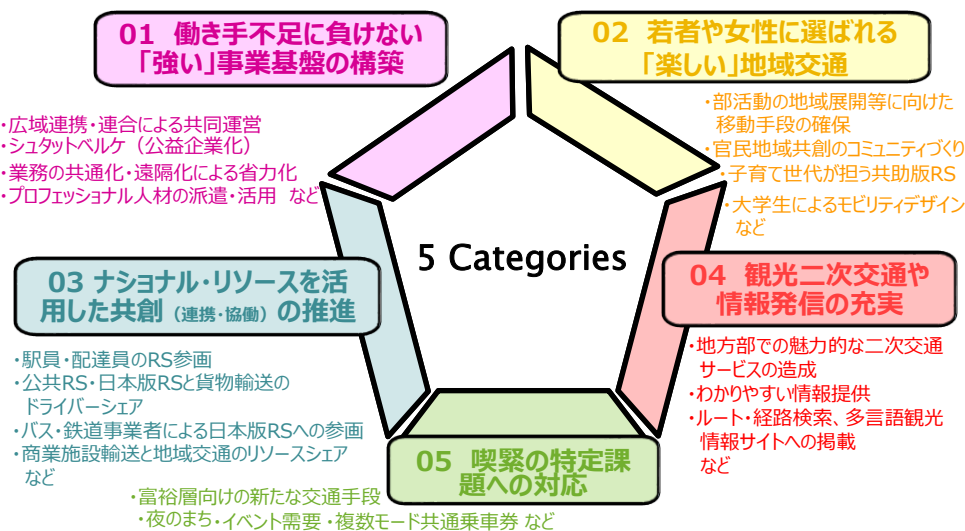 01 働き手不足に負けない
「強い」事業基盤の構築
・広域連携・連合による共同運営
・シュタットベルケ（公益企業化）
・業務の共通化・遠隔化による省力化
・プロフェッショナル人材の派遣・活用 など
02 若者や女性に選ばれる
「楽しい」地域交通
・部活動の地域展開等に向けた
移動手段の確保
・官民地域共創のコミュニティづくり
・子育て世代が担う共助版RS
・大学生によるモビリティデザイン
など
5 Categories
03 ナショナル・リソースを活
用した共創（連携・協働）の推進
・駅員・配達員のRS参画
・公共RS・日本版RSと貨物輸送の
ドライバーシェア
・バス・鉄道事業者による日本版RSへの参画
・商業施設輸送と地域交通のリソースシェア
など
04 観光二次交通や
情報発信の充実
・地方部での魅力的な二次交通
サービスの造成
・わかりやすい情報提供
・ルート・経路検索、多言語観光
情報サイトへの掲載
など
05 喫緊の特定課
題への対応
・富裕層向けの新たな交通手段
・夜のまち・イベント需要・複数モード共通乗車券 など